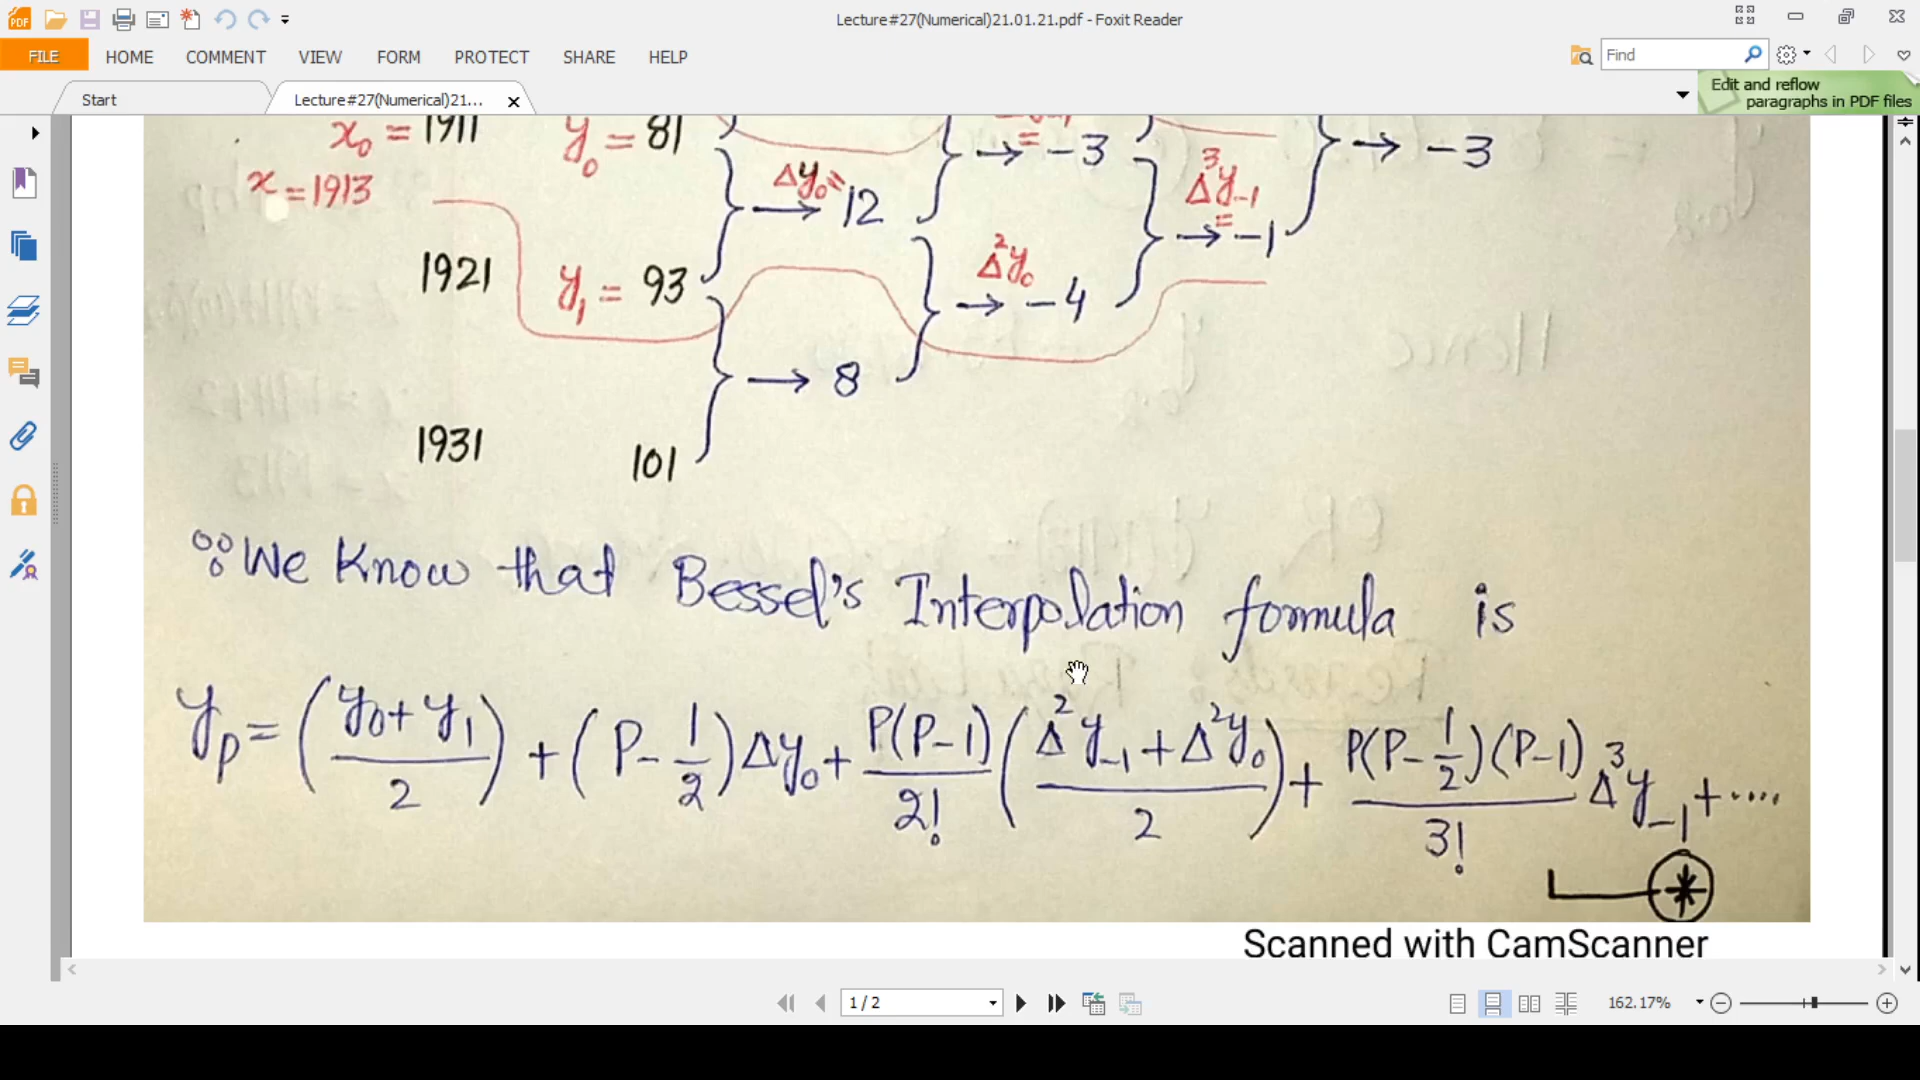 Lecture#27(Numerical)21.01.21.pdf - Foxit Reader
FILE HOME COMMENT VIEW FORM PROTECT SHARE HELP
Find
Start Lecture#27(Numerical)21...
Edit and reflow
paragraphs in PDF files
x₀ = 1911 y₀ = 81 → -3 → -3
x = 1913 Δy₀ = → 12 Δ³y₋₁ = → -1
1921 y₁ = 93 Δ²y₀ → -4
→ 8
1931 101
We Know that Bessel's Interpolation formula is
yₚ = (y₀ + y₁ / 2) + (P - 1/2) Δy₀ + P(P-1) / 2! (Δ²y₋₁ + Δ²y₀ / 2) + P(P - 1/2)(P-1) / 3! Δ³y₋₁ + ....
*
Scanned with CamScanner
1 / 2 162.17%